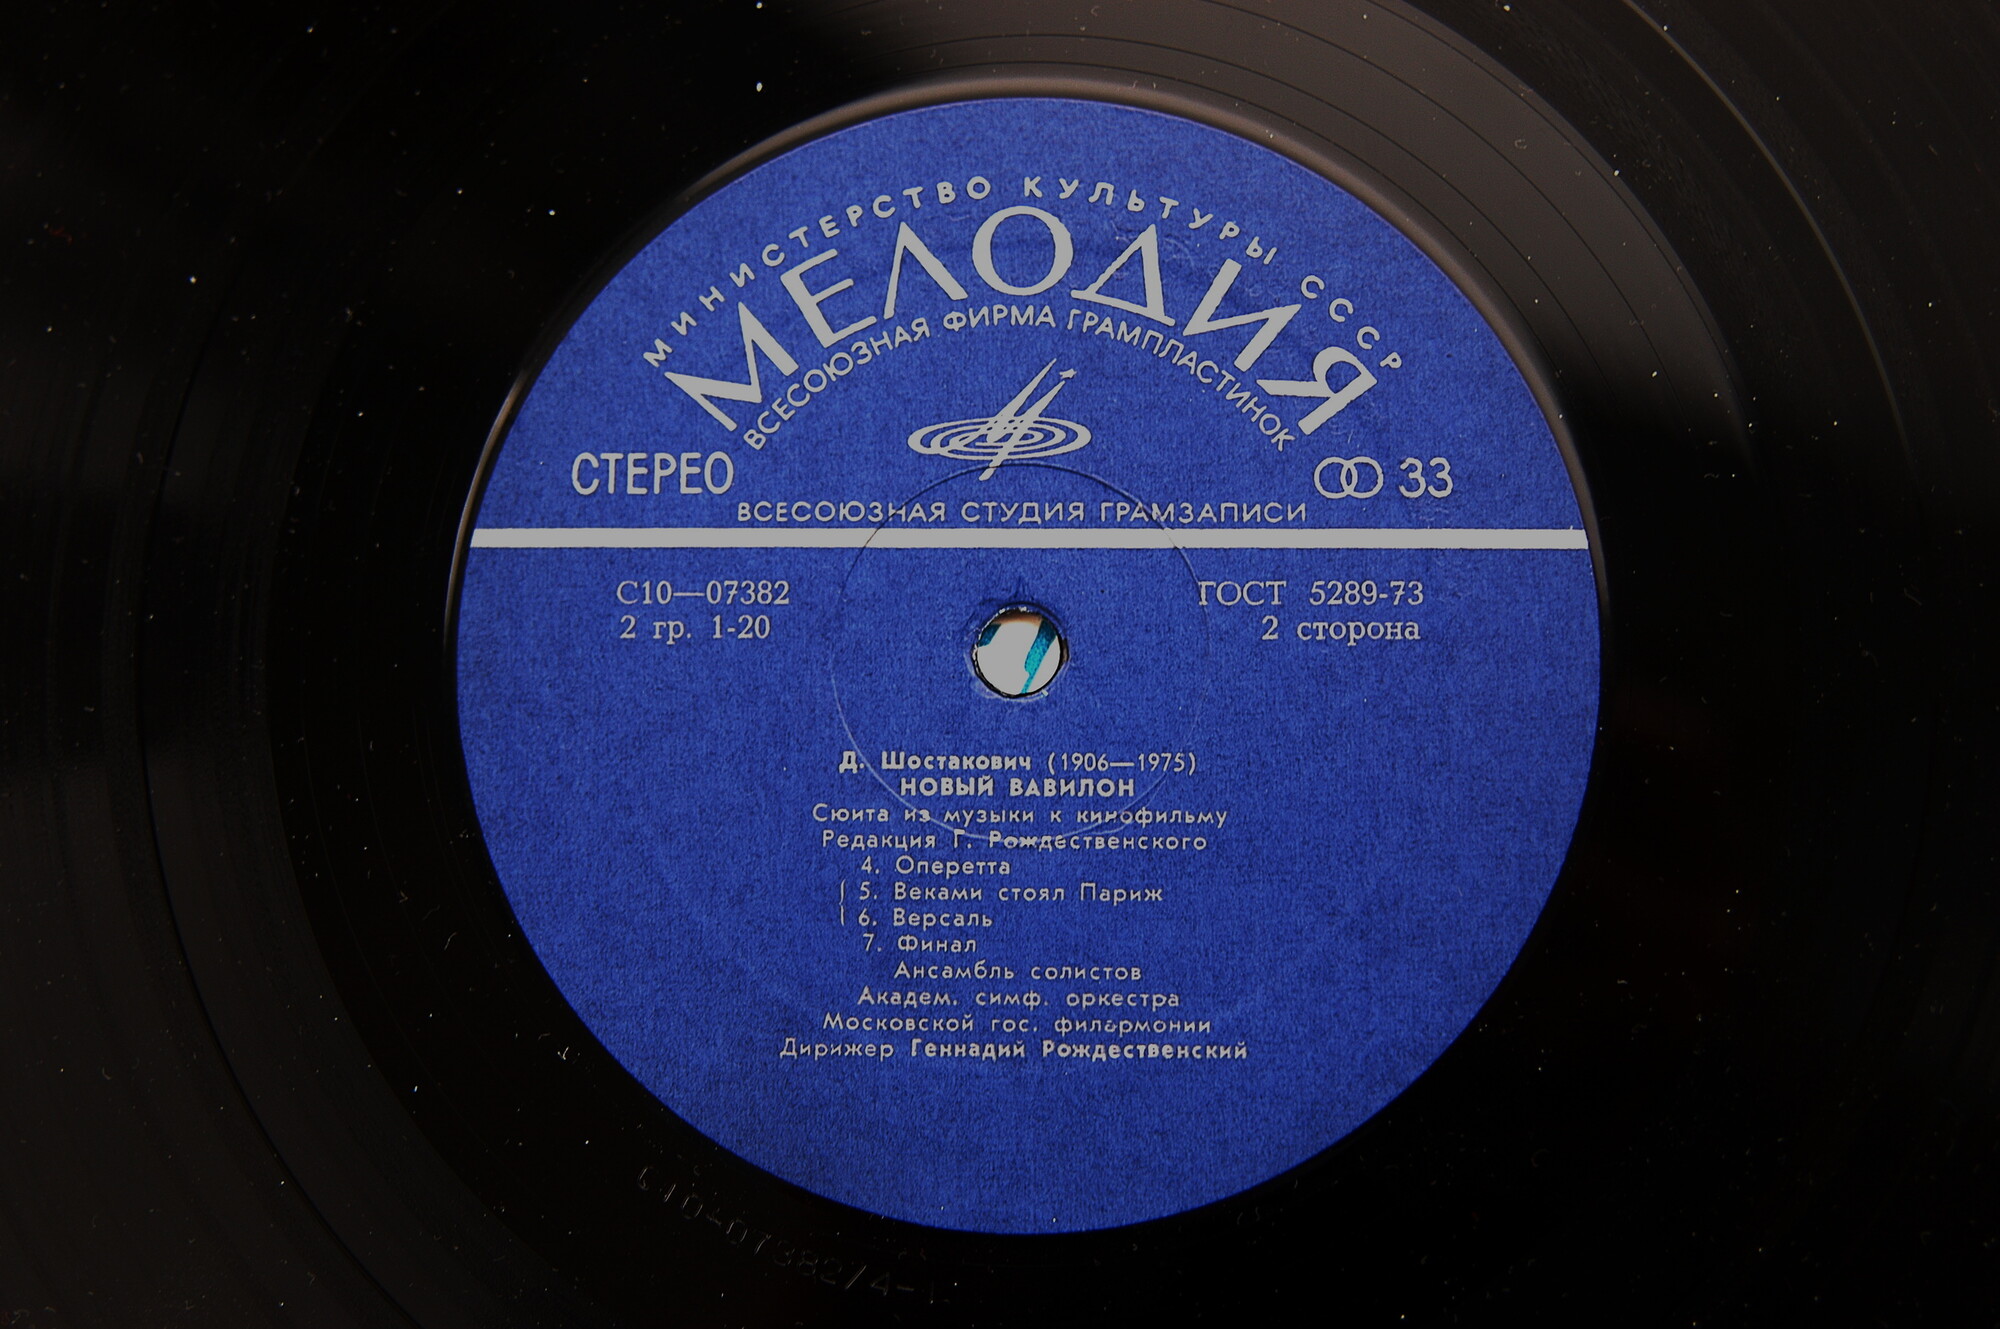 МИНИСТЕРСТВО КУЛЬТУРЫ СССР
МЕЛОДИЯ
ВСЕСОЮЗНАЯ ФИРМА ГРАМПЛАСТИНОК
СТЕРЕО
33
ВСЕСОЮЗНАЯ СТУДИЯ ГРАМЗАПИСИ
С10—07382
ГОСТ 5289-73
2 гр. 1-20
2 сторона
Д. Шостакович (1906—1975)
НОВЫЙ ВАВИЛОН
Сюита из музыки к кинофильму
Редакция Г. Рождественского
4. Оперетта
5. Веками стоял Париж
6. Версаль
7. Финал
Ансамбль солистов
Академ. симф. оркестра
Московской гос. филармонии
Дирижер Геннадий Рождественский